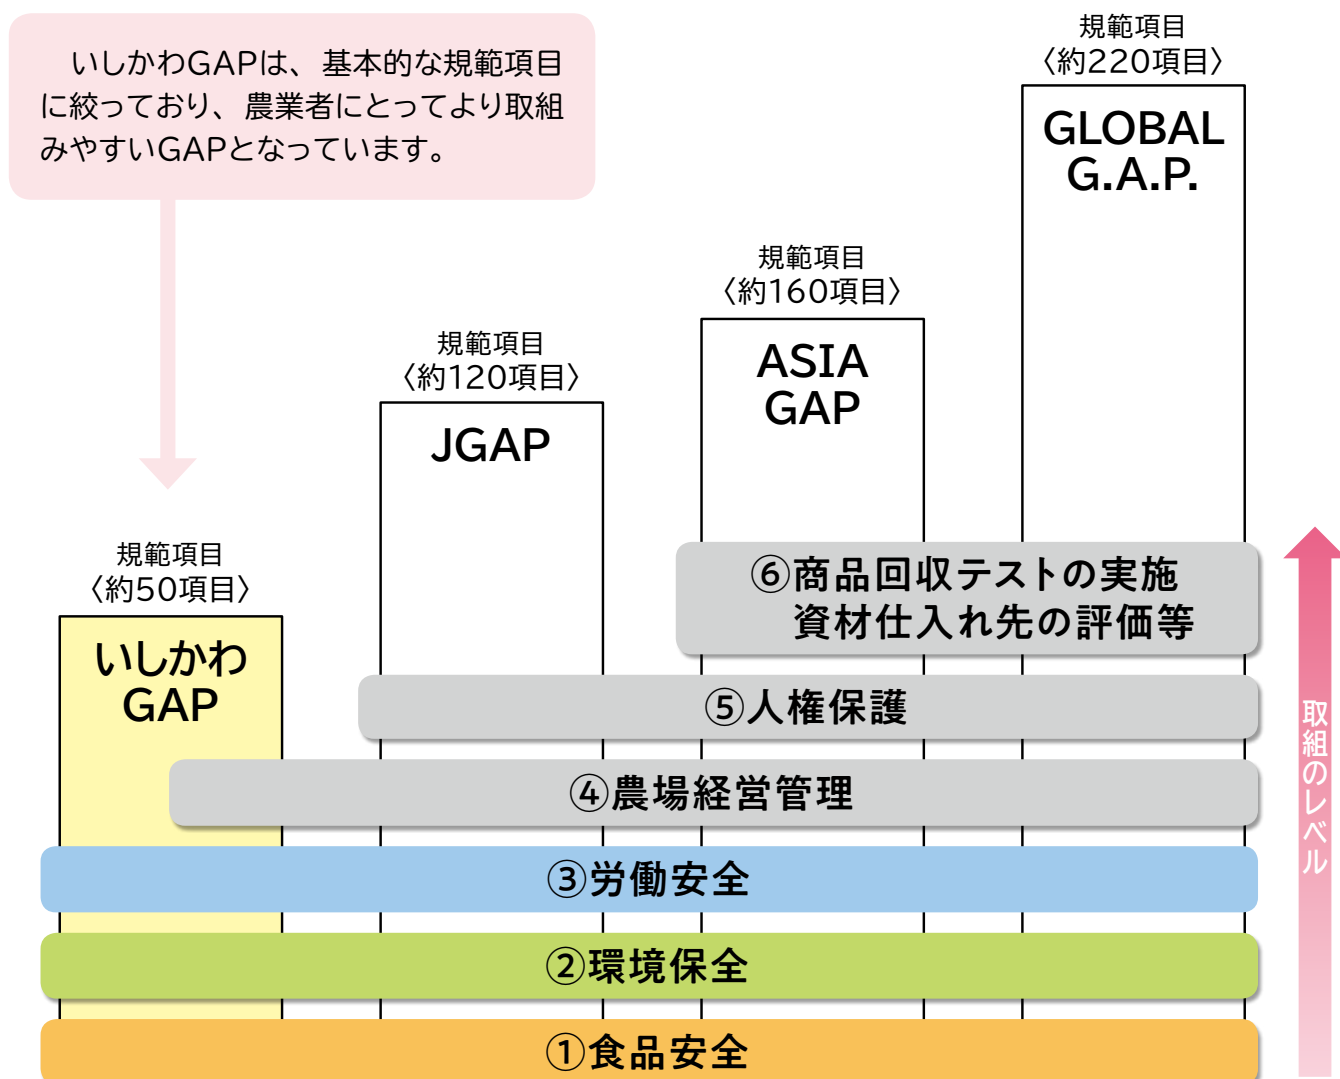 いしかわGAPは、基本的な規範項目
に絞っており、農業者にとってより取組
みやすいGAPとなっています。
規範項目
〈約220項目〉
GLOBAL
G.A.P.
規範項目
〈約160項目〉
ASIA
GAP
規範項目
〈約120項目〉
JGAP
規範項目
〈約50項目〉
いしかわ
GAP
⑥商品回収テストの実施
資材仕入れ先の評価等
⑤人権保護
④農場経営管理
③労働安全
②環境保全
①食品安全
取組のレベル